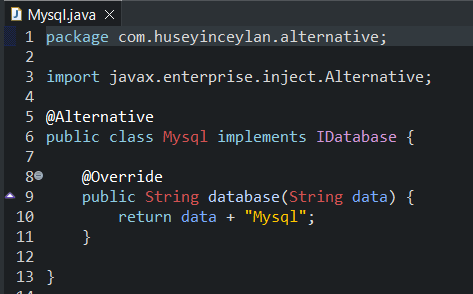 Mysql.java
1 package com.huseyinceylan.alternative;
2
3 import javax.enterprise.inject.Alternative;
4
5 @Alternative
6 public class Mysql implements IDatabase {
7
8 @Override
9 public String database(String data) {
10 return data + "Mysql";
11 }
12
13 }
14